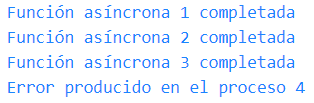 Función asíncrona 1 completada
Función asíncrona 2 completada
Función asíncrona 3 completada
Error producido en el proceso 4